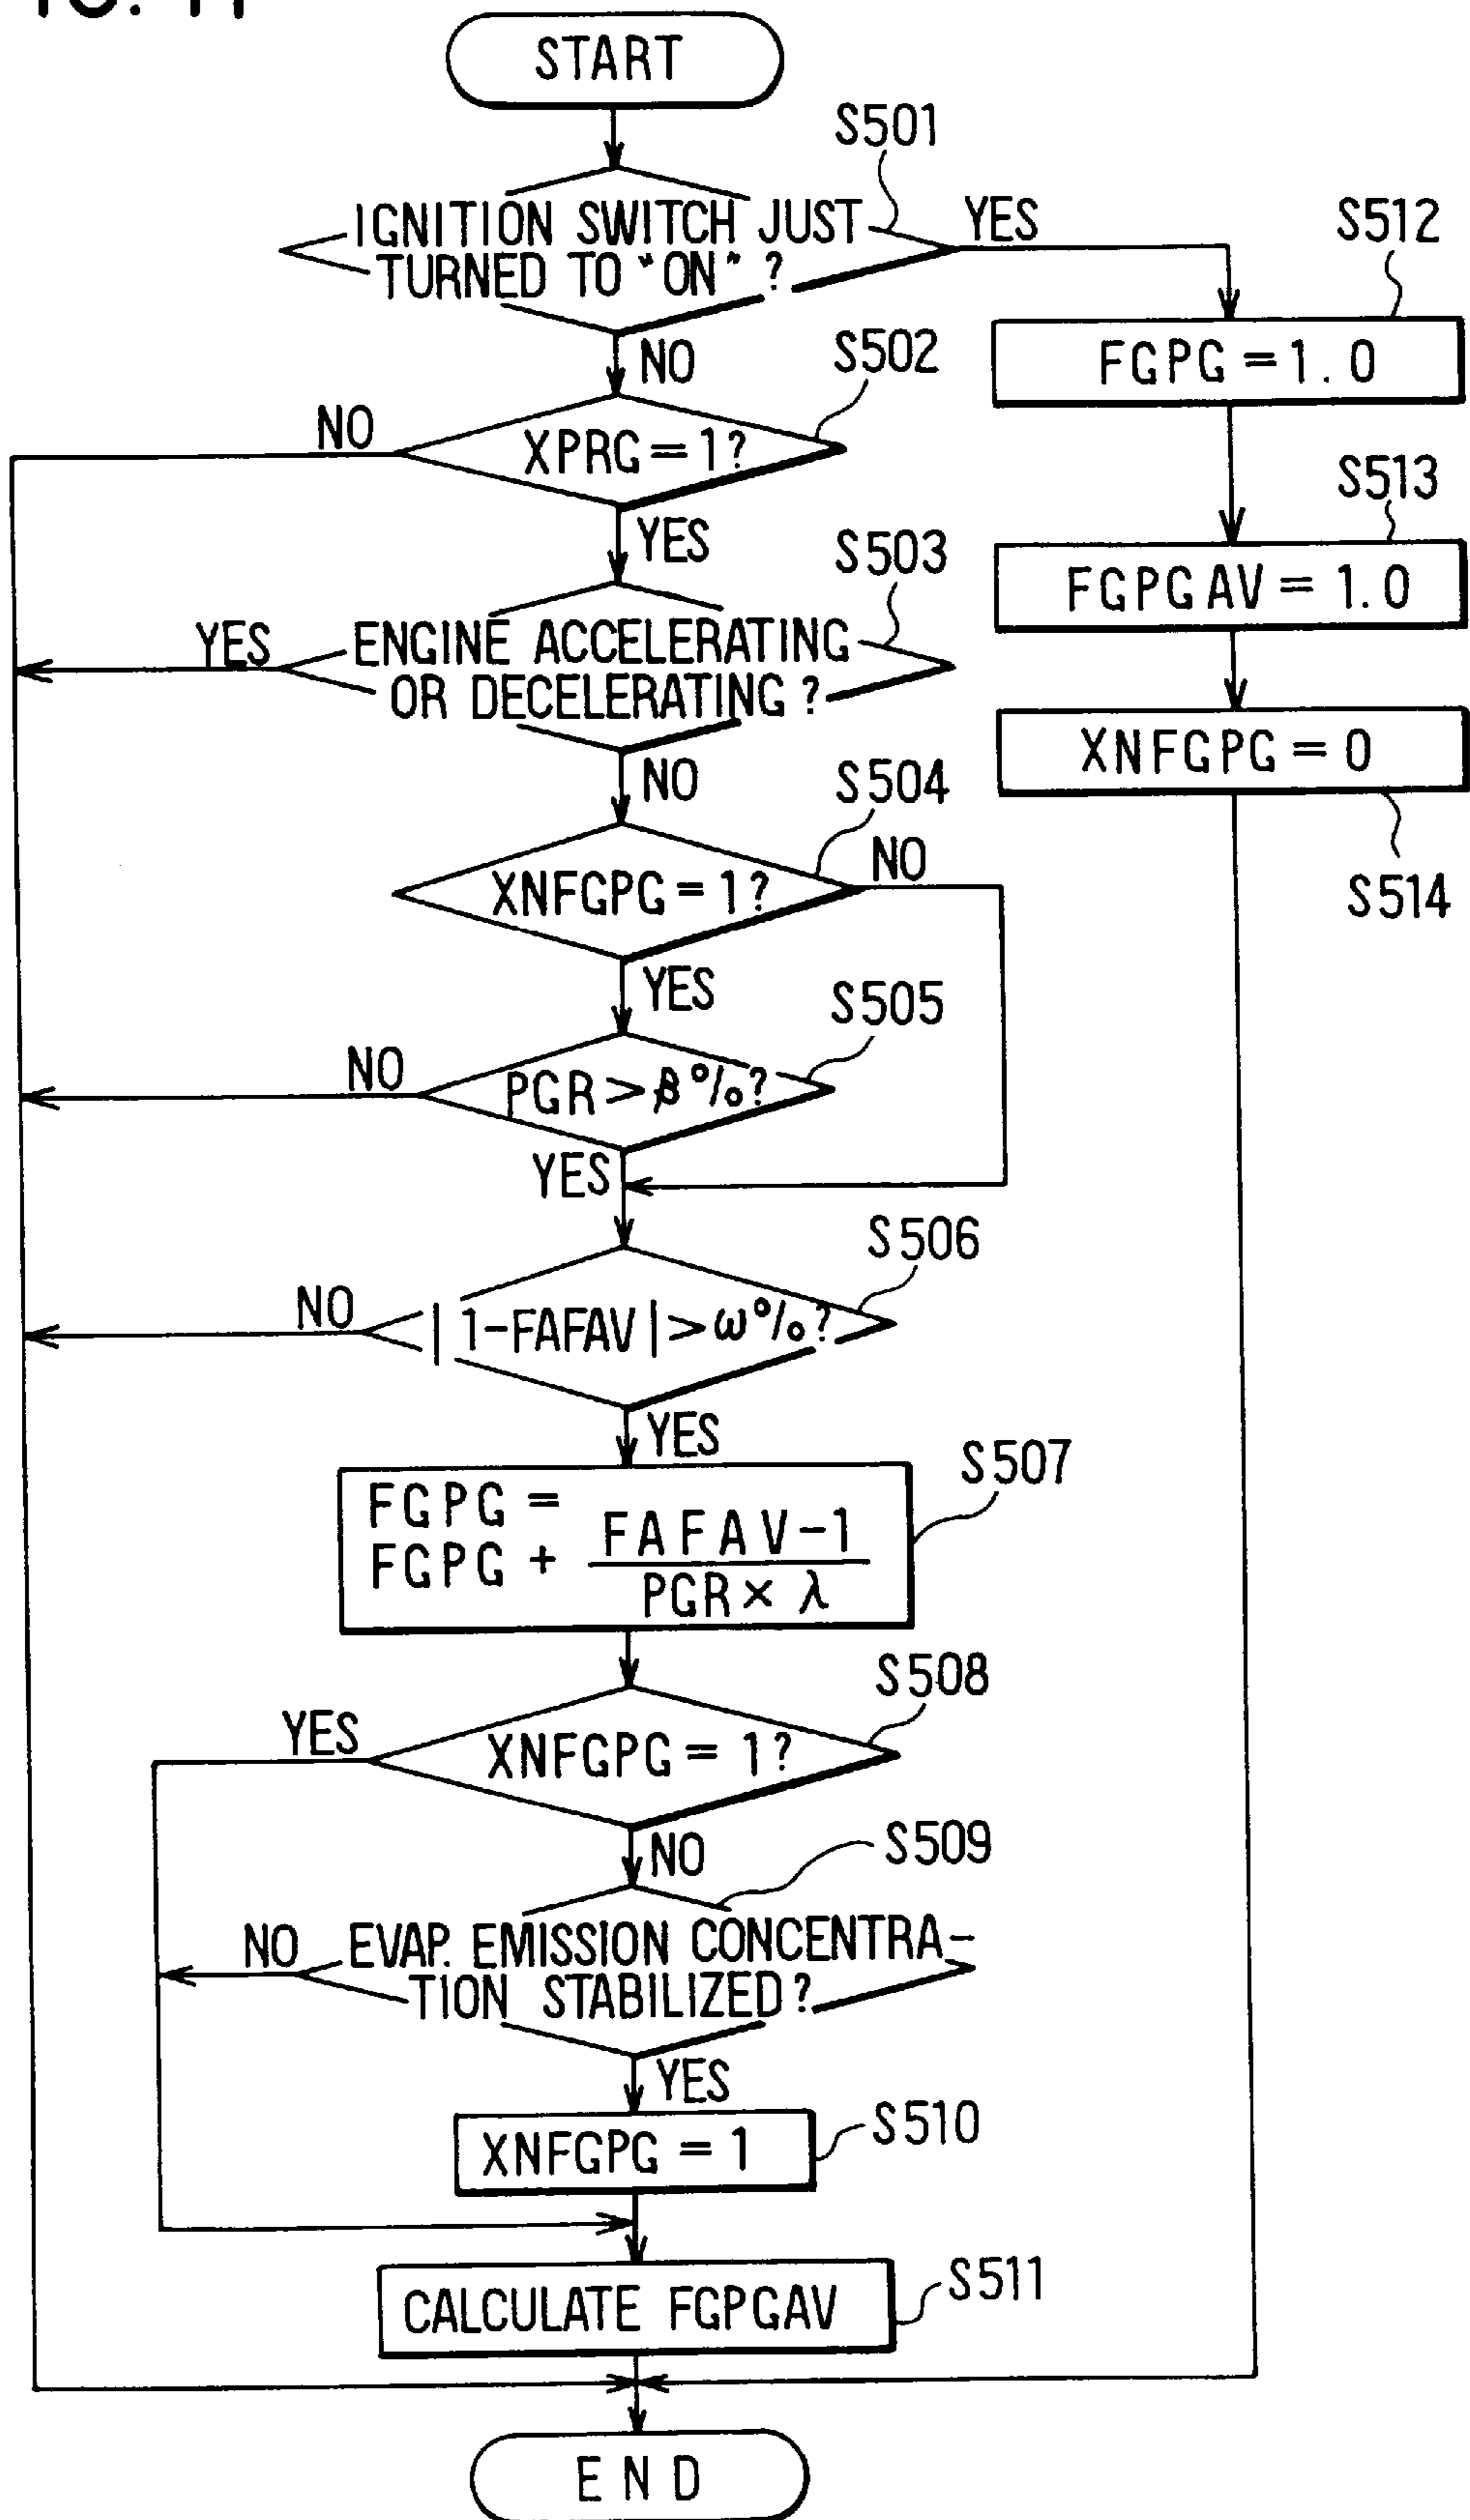 START
S501
IGNITION SWITCH JUST
TURNED TO "ON" ?
YES
S512
NO
FGPG = 1.0
S502
NO
XPRG = 1?
S513
YES
FGPGAV = 1.0
S503
YES
ENGINE ACCELERATING
OR DECELERATING ?
XNFGPG = 0
NO
S504
NO
S514
XNFGPG = 1?
YES
S505
NO
PGR > β%?
YES
S506
NO
|1-FAFAV| > ω%?
YES
S507
FGPG =
FGPG + FAFAV-1
PGR × λ
S508
YES
XNFGPG = 1?
NO
S509
NO
EVAP. EMISSION CONCENTRA-
TION STABILIZED?
YES
S510
XNFGPG = 1
S511
CALCULATE FGPGAV
END